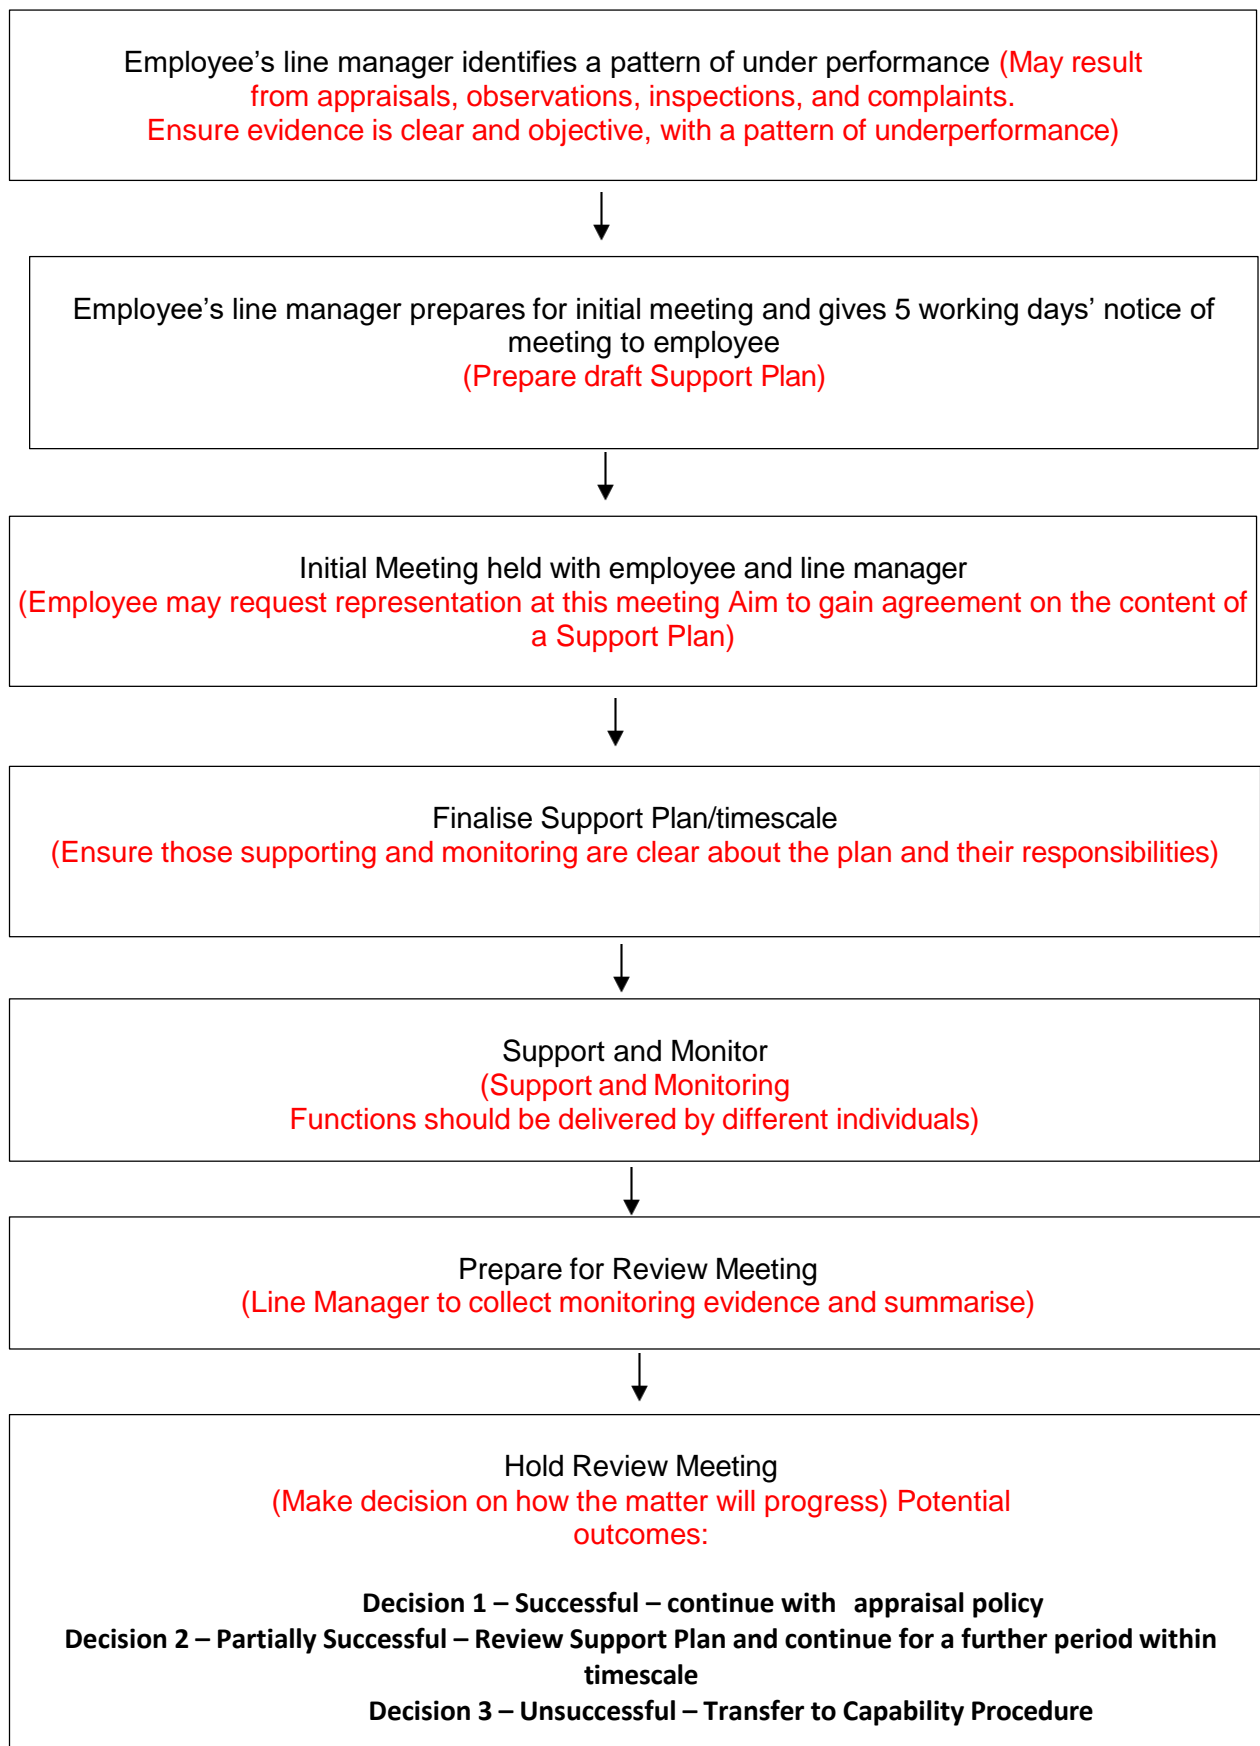 Employee’s line manager identifies a pattern of under performance (May result
from appraisals, observations, inspections, and complaints.
Ensure evidence is clear and objective, with a pattern of underperformance)
Employee’s line manager prepares for initial meeting and gives 5 working days’ notice of
meeting to employee
(Prepare draft Support Plan)
Initial Meeting held with employee and line manager
(Employee may request representation at this meeting Aim to gain agreement on the content of
a Support Plan)
Finalise Support Plan/timescale
(Ensure those supporting and monitoring are clear about the plan and their responsibilities)
Support and Monitor
(Support and Monitoring
Functions should be delivered by different individuals)
Prepare for Review Meeting
(Line Manager to collect monitoring evidence and summarise)
Hold Review Meeting
(Make decision on how the matter will progress) Potential
outcomes:
Decision 1 – Successful – continue with appraisal policy
Decision 2 – Partially Successful – Review Support Plan and continue for a further period within
timescale
Decision 3 – Unsuccessful – Transfer to Capability Procedure